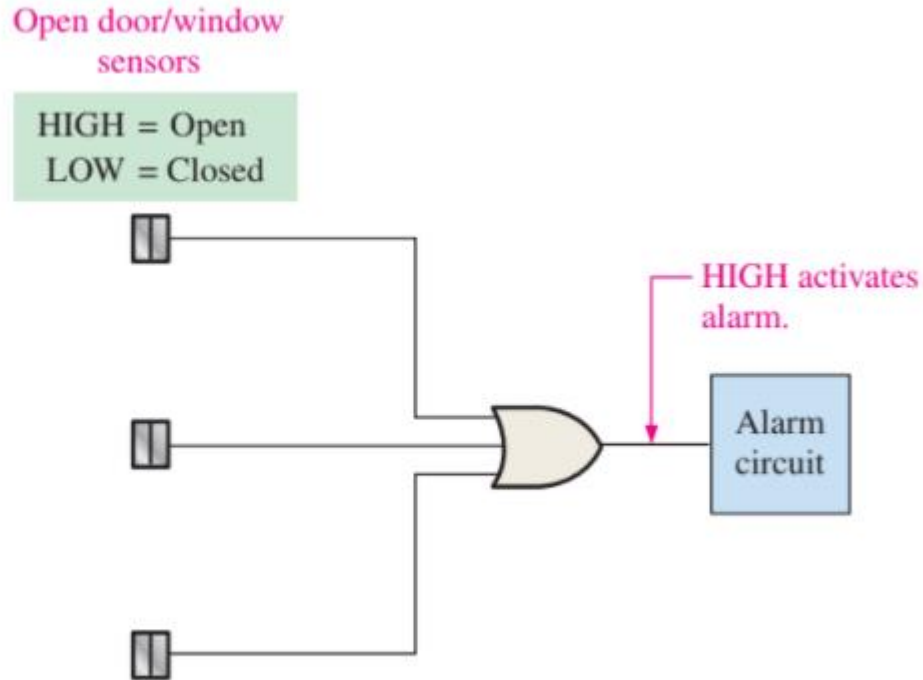 Open door/window
sensors
HIGH = Open
LOW = Closed
HIGH activates
alarm.
Alarm
circuit